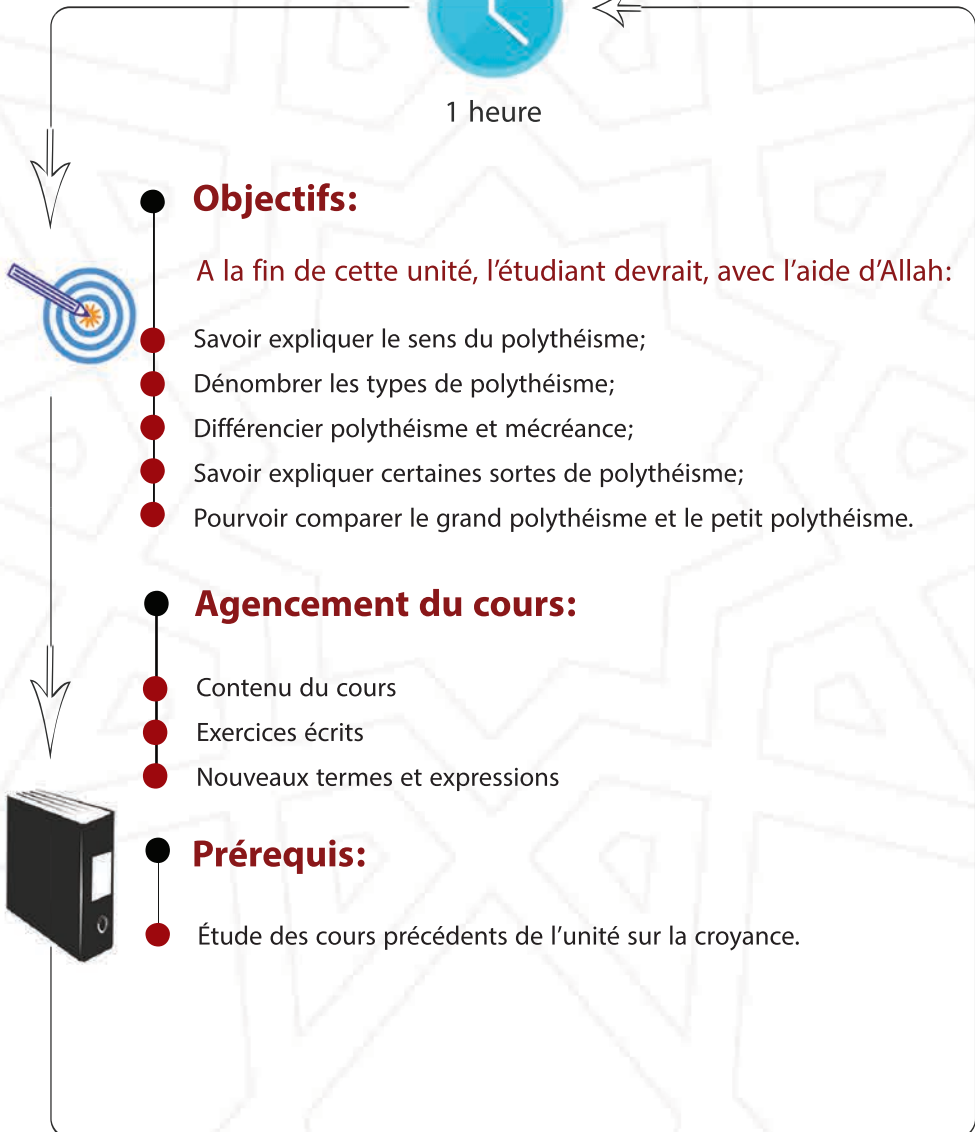 1 heure
Objectifs:
A la fin de cette unité, l’étudiant devrait, avec l’aide d’Allah:
Savoir expliquer le sens du polythéisme;
Dénombrer les types de polythéisme;
Différencier polythéisme et mécréance;
Savoir expliquer certaines sortes de polythéisme;
Pourvoir comparer le grand polythéisme et le petit polythéisme.
Agencement du cours:
Contenu du cours
Exercices écrits
Nouveaux termes et expressions
Prérequis:
Étude des cours précédents de l’unité sur la croyance.